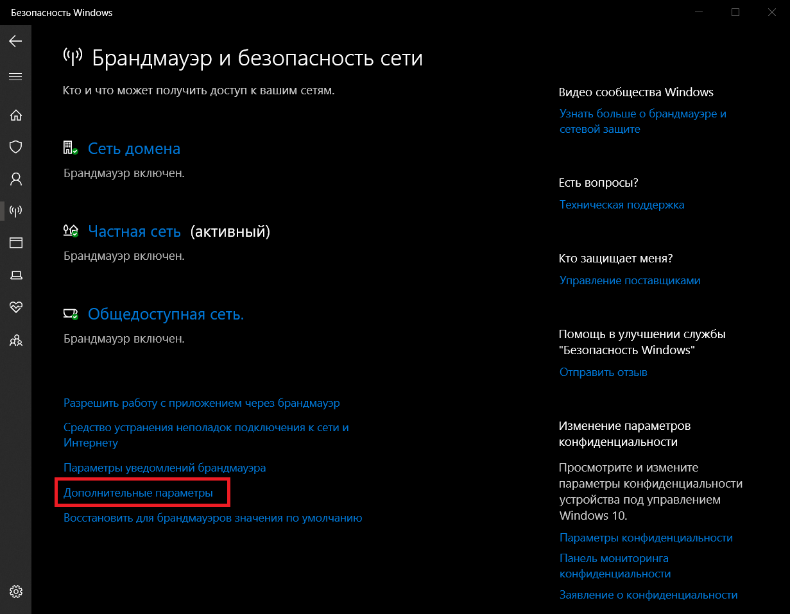 Безопасность Windows
Брандмауэр и безопасность сети
Кто и что может получить доступ к вашим сетям.
Сеть домена
Брандмауэр включен.
Частная сеть (активный)
Брандмауэр включен.
Общедоступная сеть.
Брандмауэр включен.
Разрешить работу с приложением через брандмауэр
Средство устранения неполадок подключения к сети и
Интернету
Параметры уведомлений брандмауэра
Дополнительные параметры
Восстановить для брандмауэров значения по умолчанию
Видео сообщества Windows
Узнать больше о брандмауэре и
сетевой защите
Есть вопросы?
Техническая поддержка
Кто защищает меня?
Управление поставщиками
Помощь в улучшении службы
"Безопасность Windows"
Отправить отзыв
Изменение параметров
конфиденциальности
Просмотрите и измените
параметры конфиденциальности
устройства под управлением
Windows 10.
Параметры конфиденциальности
Панель мониторинга
конфиденциальности
Заявление о конфиденциальности